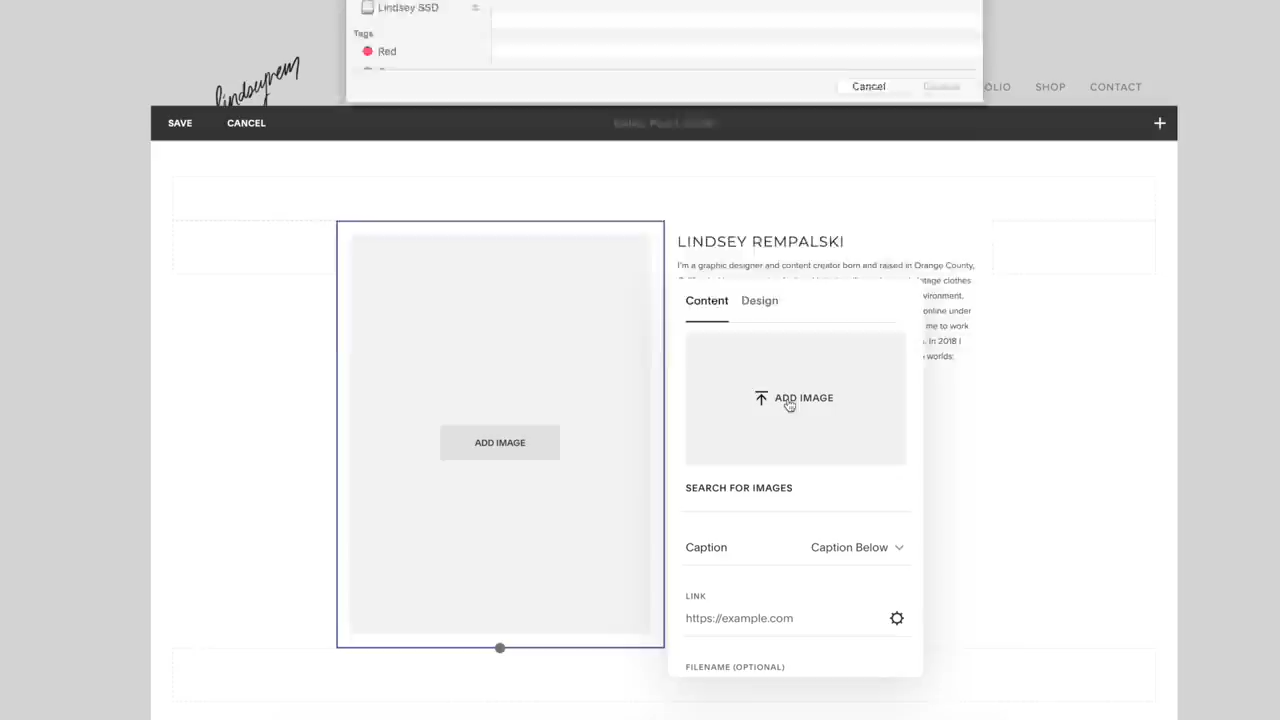 Lindsey SSD
Tags
Red
Cancel
lindseyrem
OLIO SHOP CONTACT
SAVE CANCEL
LINDSEY REMPALSKI
I'm a graphic designer and content creator born and raised in Orange County,
ntage clothes
vironment,
online under
me to work
. In 2018 I
worlds:
Content Design
ADD IMAGE
ADD IMAGE
SEARCH FOR IMAGES
Caption Caption Below
LINK
https://example.com
FILENAME (OPTIONAL)